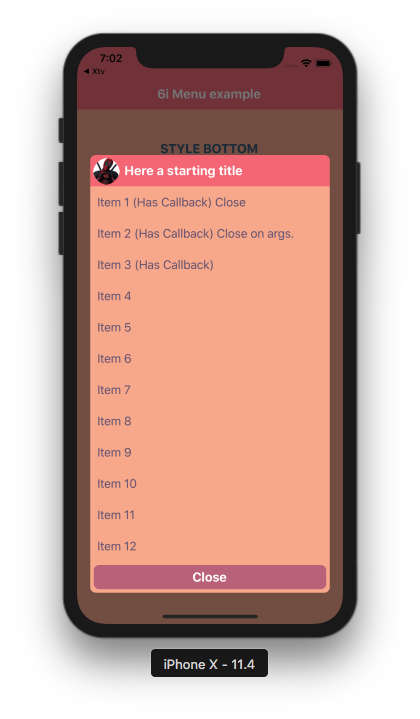 7:02
◀ Xtv
6i Menu example
STYLE BOTTOM
Here a starting title
Item 1 (Has Callback) Close
Item 2 (Has Callback) Close on args.
Item 3 (Has Callback)
Item 4
Item 5
Item 6
Item 7
Item 8
Item 9
Item 10
Item 11
Item 12
Close
iPhone X - 11.4